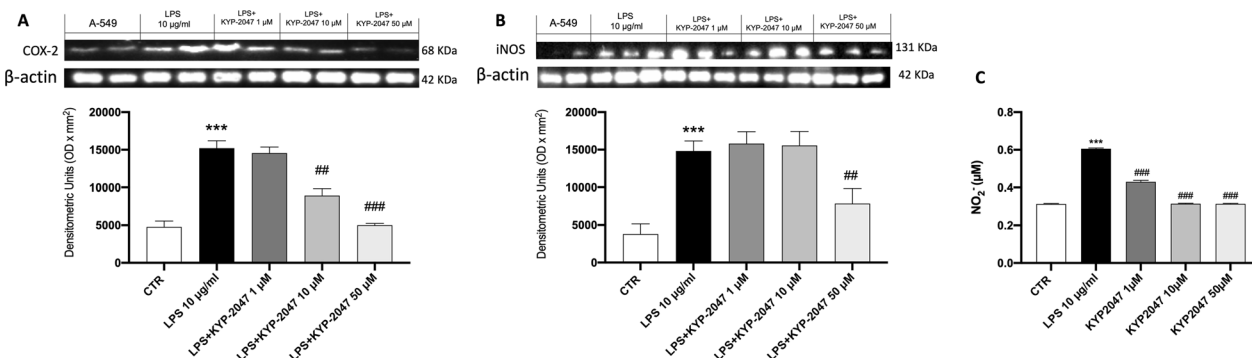 A
A-549
LPS
10 µg/ml
LPS+
KYP-2047 1 µM
LPS+
KYP-2047 10 µM
LPS+
KYP-2047 50 µM
COX-2
68 KDa
β-actin
42 KDa
Densitometric Units (OD x mm²)
20000
15000
10000
5000
0
***
##
###
CTR
LPS 10 µg/ml
LPS+KYP-2047 1 µM
LPS+KYP-2047 10 µM
LPS+KYP-2047 50 µM
B
A-549
LPS
10 µg/ml
LPS+
KYP-2047 1 µM
LPS+
KYP-2047 10 µM
LPS+
KYP-2047 50 µM
iNOS
131 KDa
β-actin
42 KDa
Densitometric Units (OD x mm²)
20000
15000
10000
5000
0
***
##
CTR
LPS 10 µg/ml
LPS+KYP-2047 1 µM
LPS+KYP-2047 10 µM
LPS+KYP-2047 50 µM
C
NO₂⁻ (µM)
0.8
0.6
0.4
0.2
0.0
***
###
###
###
CTR
LPS 10 µg/ml
KYP2047 1µM
KYP2047 10µM
KYP2047 50µM